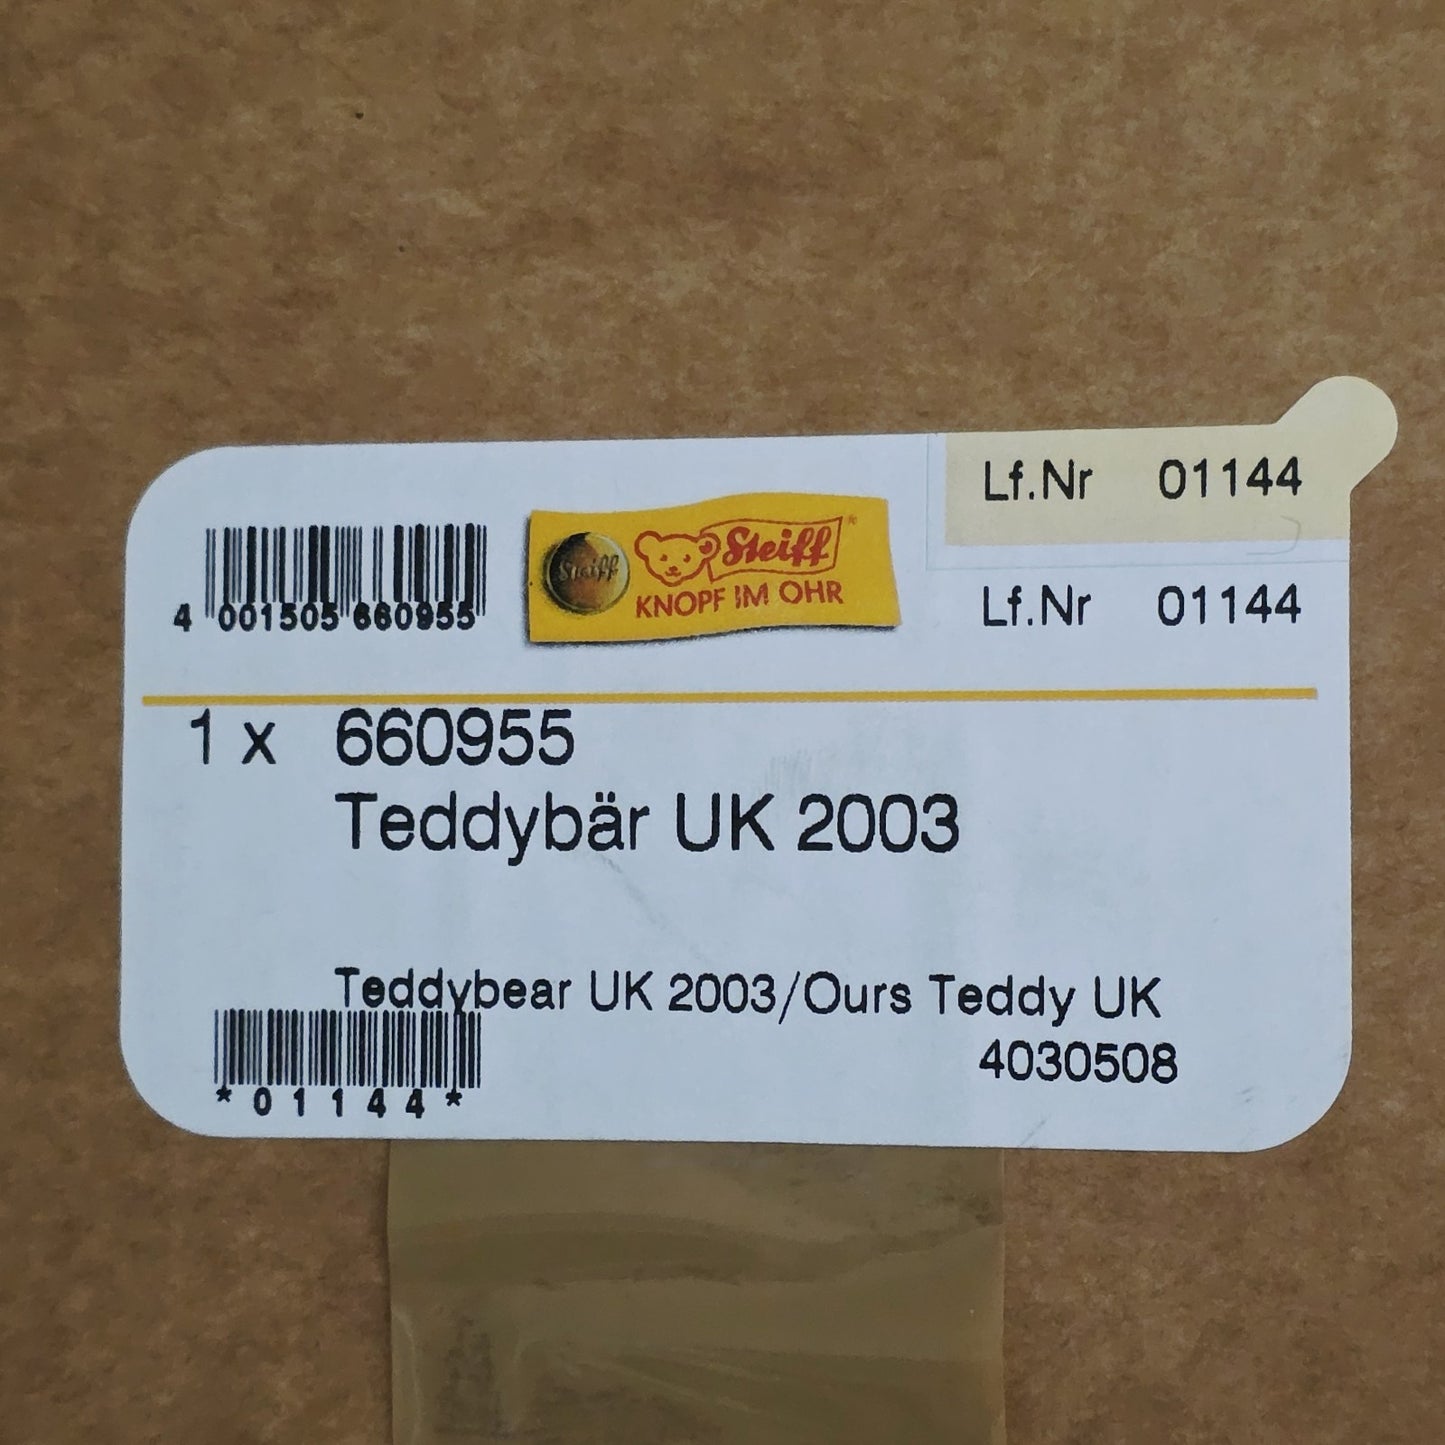 Lf.Nr 01144
4 001505 660955
Steiff
Steiff
KNOPF IM OHR
Lf.Nr 01144
1 x 660955
Teddybär UK 2003
Teddybear UK 2003/Ours Teddy UK
4030508
*01144*